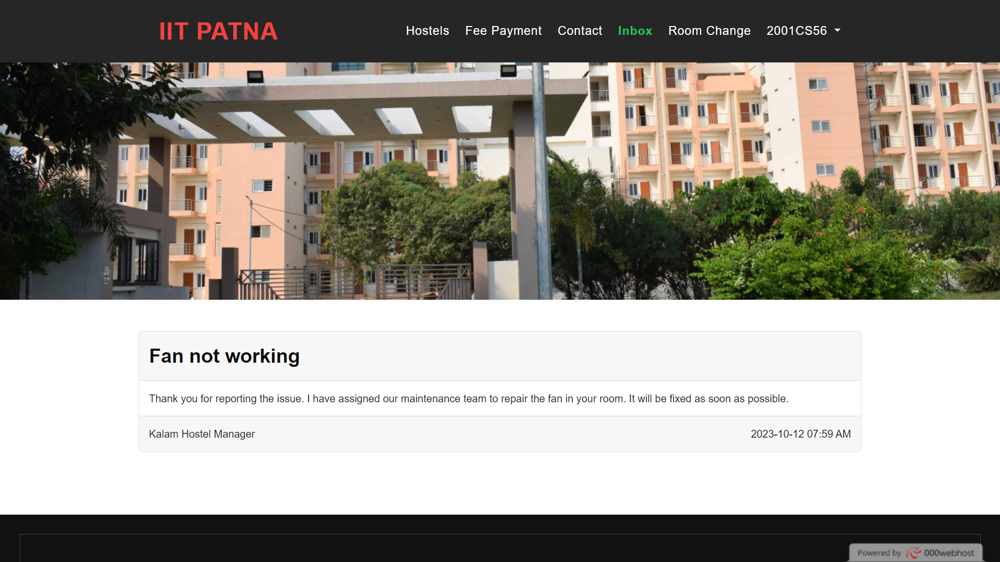 IIT PATNA
Hostels Fee Payment Contact Inbox Room Change 2001CS56
Fan not working
Thank you for reporting the issue. I have assigned our maintenance team to repair the fan in your room. It will be fixed as soon as possible.
Kalam Hostel Manager 2023-10-12 07:59 AM
Powered by 000webhost